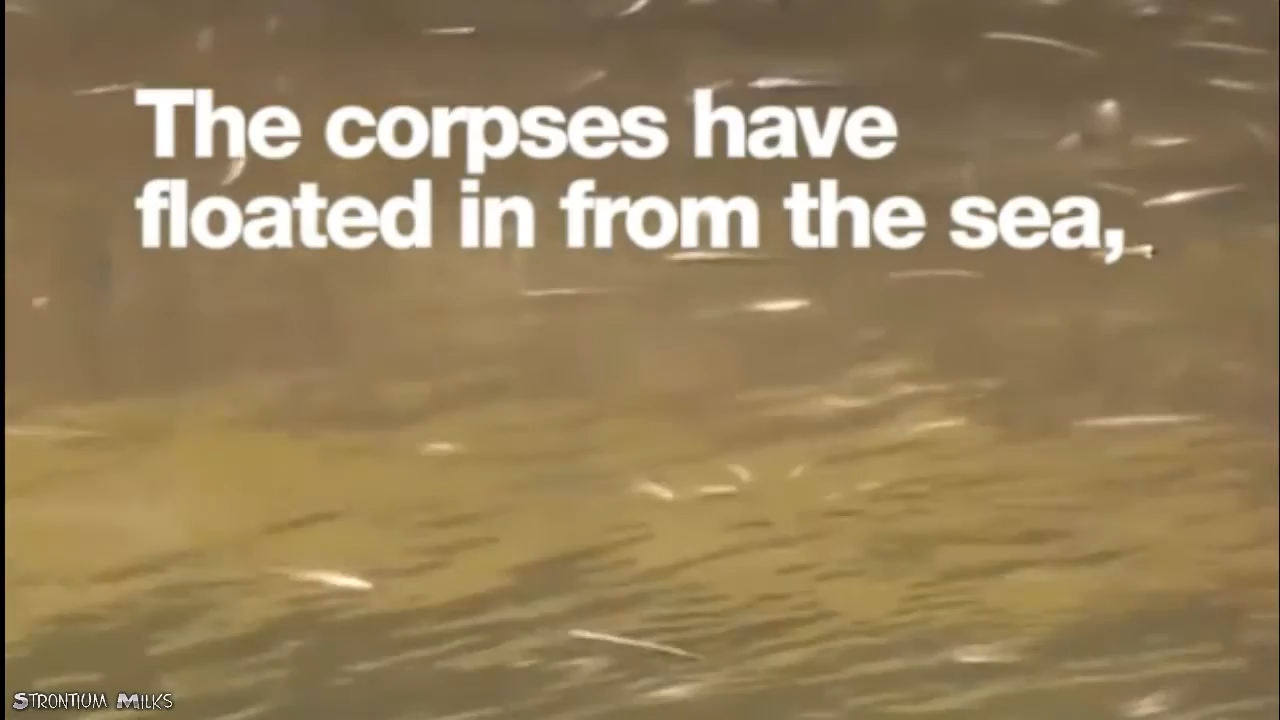 The corpses have
floated in from the sea,
Strontium Milks